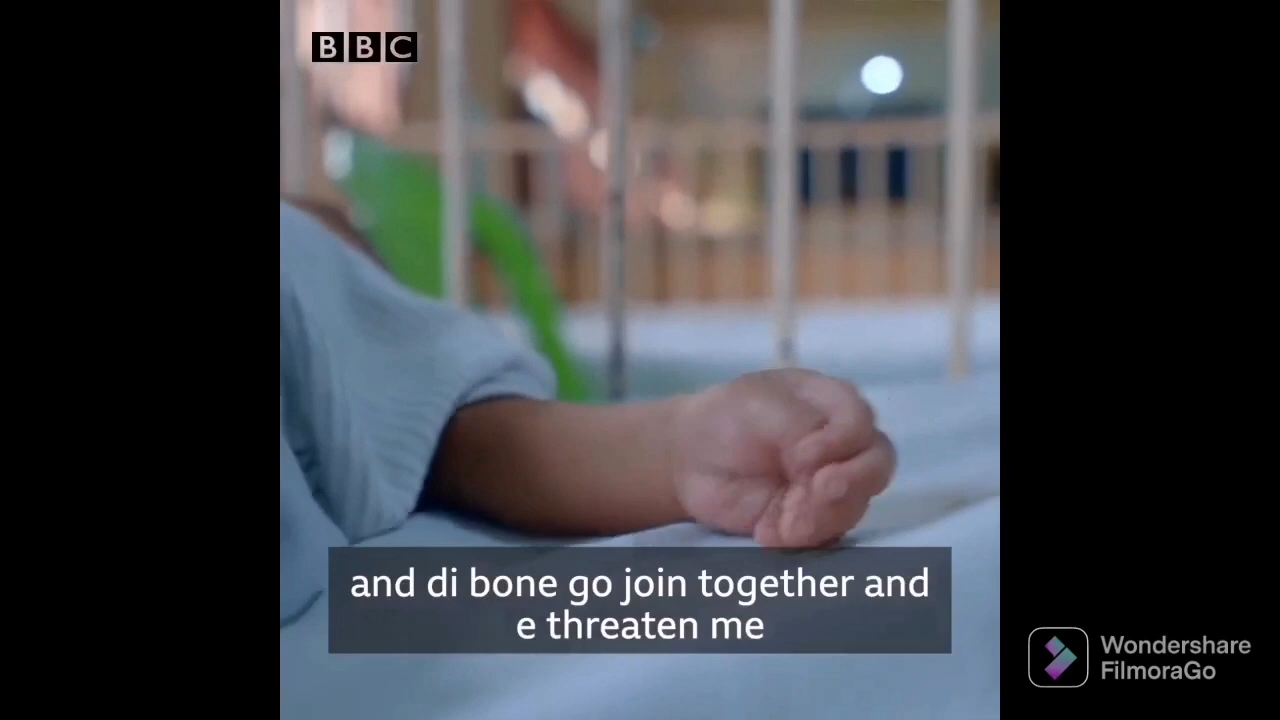 BBC
and di bone go join together and
e threaten me
Wondershare
FilmoraGo